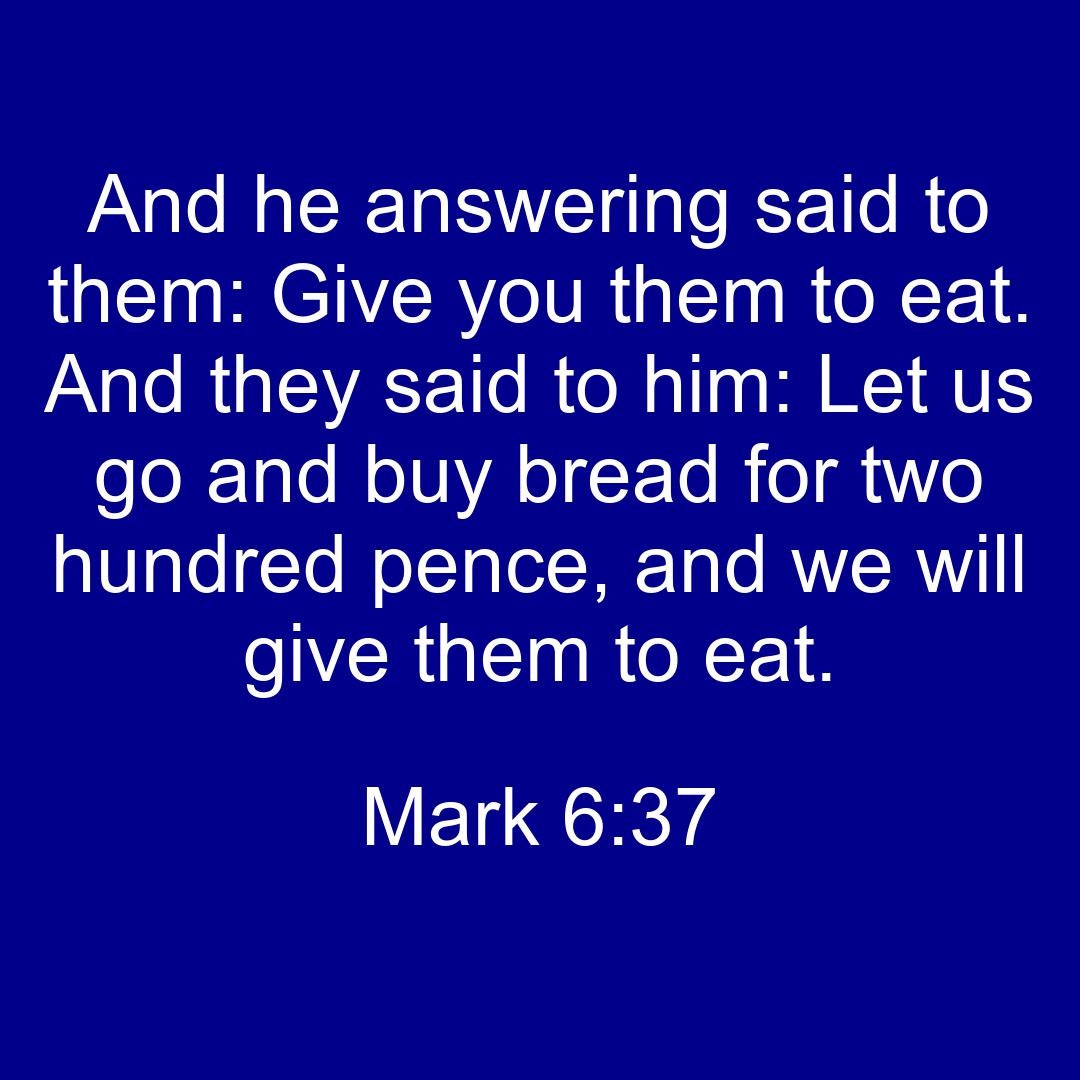 And he answering said to
them: Give you them to eat.
And they said to him: Let us
go and buy bread for two
hundred pence, and we will
give them to eat.
Mark 6:37